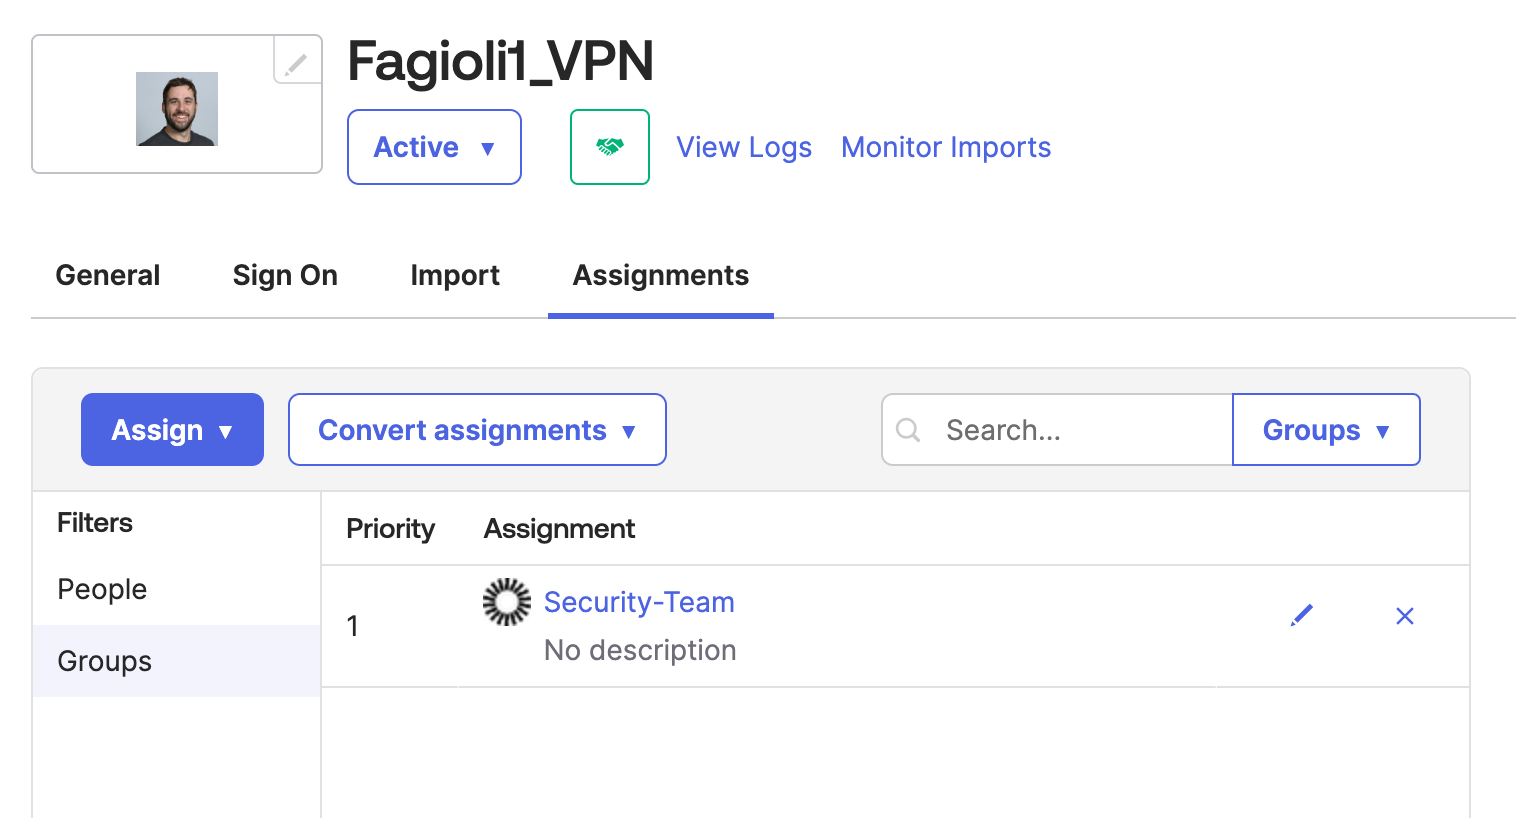 Fagioli1_VPN
Active
View Logs
Monitor Imports
General
Sign On
Import
Assignments
Assign
Convert assignments
Search...
Groups
Filters
People
Groups
Priority
Assignment
1
Security-Team
No description